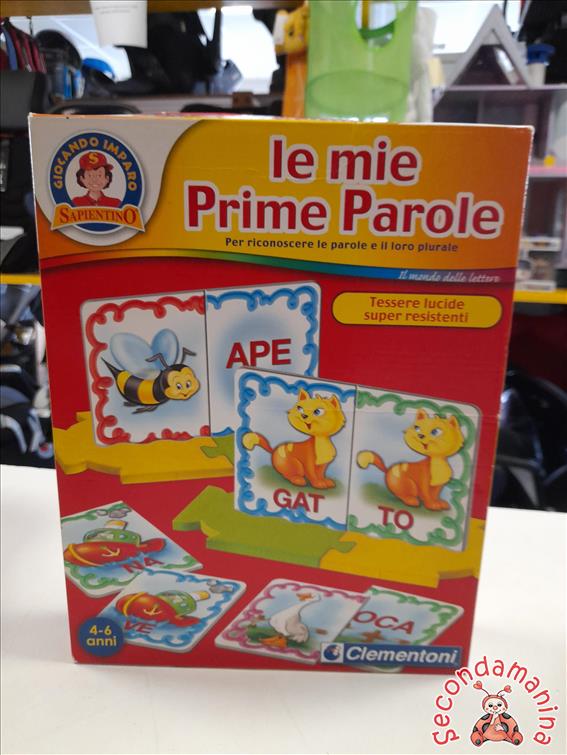 GIOCANDO IMPARO
S
SAPIENTINO
le mie
Prime Parole
Per riconoscere le parole e il loro plurale
Il mondo delle lettere
Tessere lucide
super resistenti
APE
GAT
TO
NA
VE
OCA
4-6
anni
Clementoni
Secondamanina